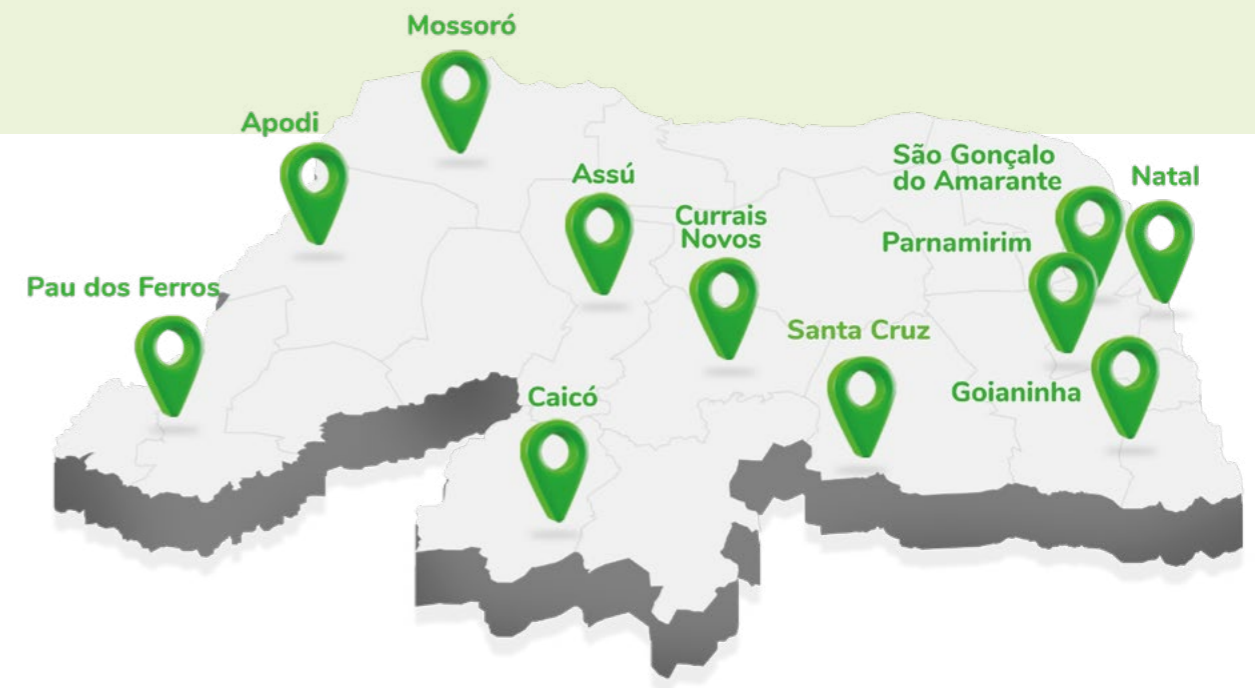 Mossoró
Apodi
São Gonçalo
do Amarante
Assú
Natal
Currais
Novos
Parnamirim
Pau dos Ferros
Santa Cruz
Goianinha
Caicó